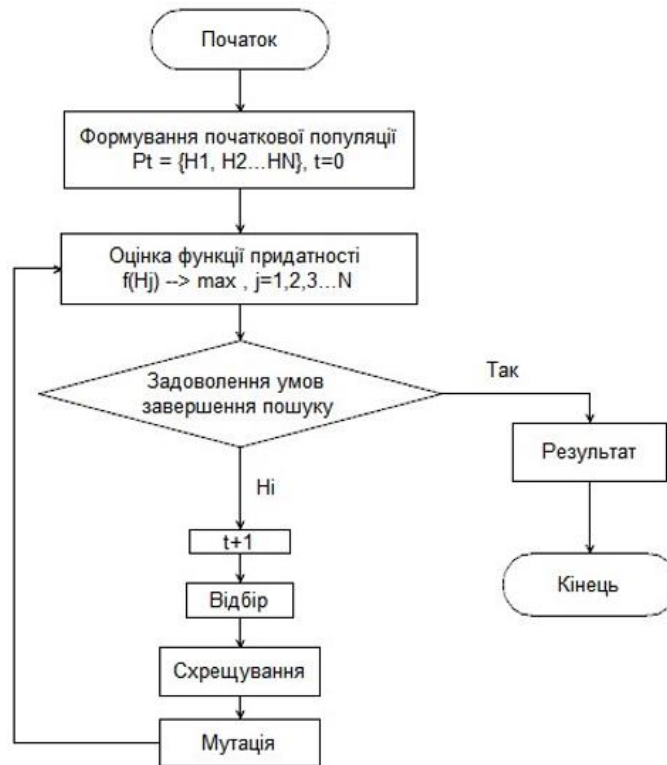 Початок
Формування початкової популяції
Pt = {H1, H2...HN}, t=0
Оцінка функції придатності
f(Hj) --> max , j=1,2,3...N
Задоволення умов
завершення пошуку
Так
Результат
Ні
Кінець
t+1
Відбір
Схрещування
Мутація